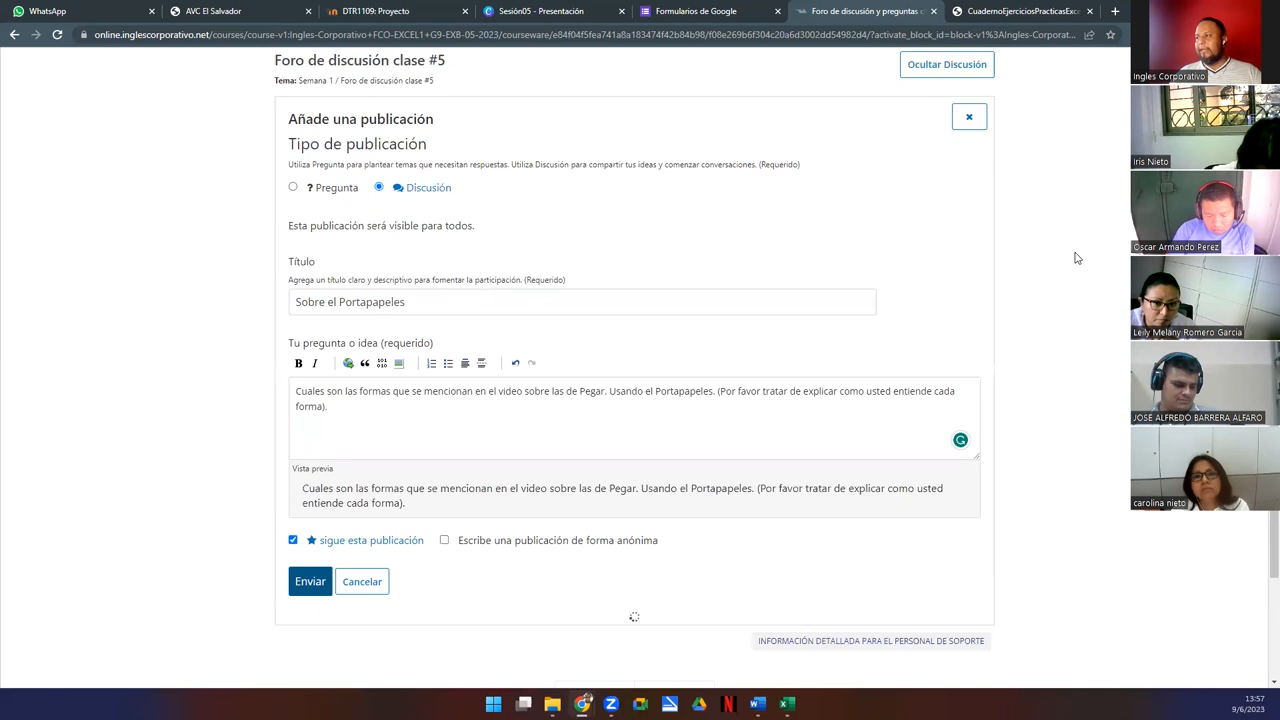 WhatsApp
AVC El Salvador
DTR1109: Proyecto
Sesión05 - Presentación
Formularios de Google
Foro de discusión y preguntas c
CuadernoEjerciciosPracticasExce
online.inglescorporativo.net/courses/course-v1:Ingles-Corporativo+FCO-EXCEL1+G9-EXB-05-2023/courseware/e84f04f5fea741a8a183474f42b84b98/f08e269b6f304c20a6d3002dd54982d4/?activate_block_id=block-v1%3AIngles-Corporat...
Foro de discusión clase #5
Ocultar Discusión
Tema: Semana 1 / Foro de discusión clase #5
Añade una publicación
Tipo de publicación
Utiliza Pregunta para plantear temas que necesitan respuestas. Utiliza Discusión para compartir tus ideas y comenzar conversaciones. (Requerido)
? Pregunta
Discusión
Esta publicación será visible para todos.
Título
Agrega un título claro y descriptivo para fomentar la participación. (Requerido)
Sobre el Portapapeles
Tu pregunta o idea (requerido)
B I
Cuales son las formas que se mencionan en el video sobre las de Pegar. Usando el Portapapeles. (Por favor tratar de explicar como usted entiende cada
forma).
Vista previa
Cuales son las formas que se mencionan en el video sobre las de Pegar. Usando el Portapapeles. (Por favor tratar de explicar como usted
entiende cada forma).
sigue esta publicación
Escribe una publicación de forma anónima
Enviar
Cancelar
INFORMACIÓN DETALLADA PARA EL PERSONAL DE SOPORTE
Ingles Corporativo
Iris Nieto
Oscar Armando Perez
Leily Melany Romero Garcia
JOSÉ ALFREDO BARRERA ALFARO
carolina nieto
13:57
9/6/2023